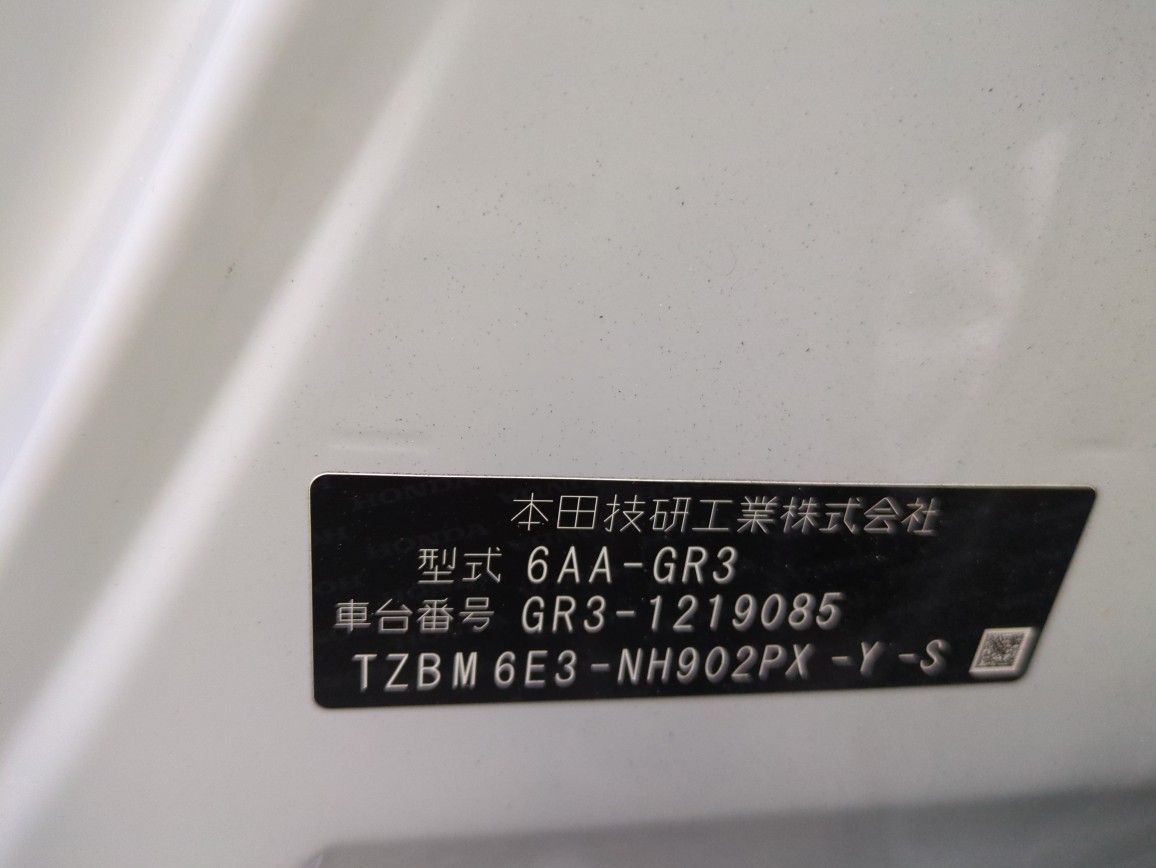 本田技研工業株式会社
型式 6AA-GR3
車台番号 GR3-1219085
TZBM6E3-NH902PX-Y-S